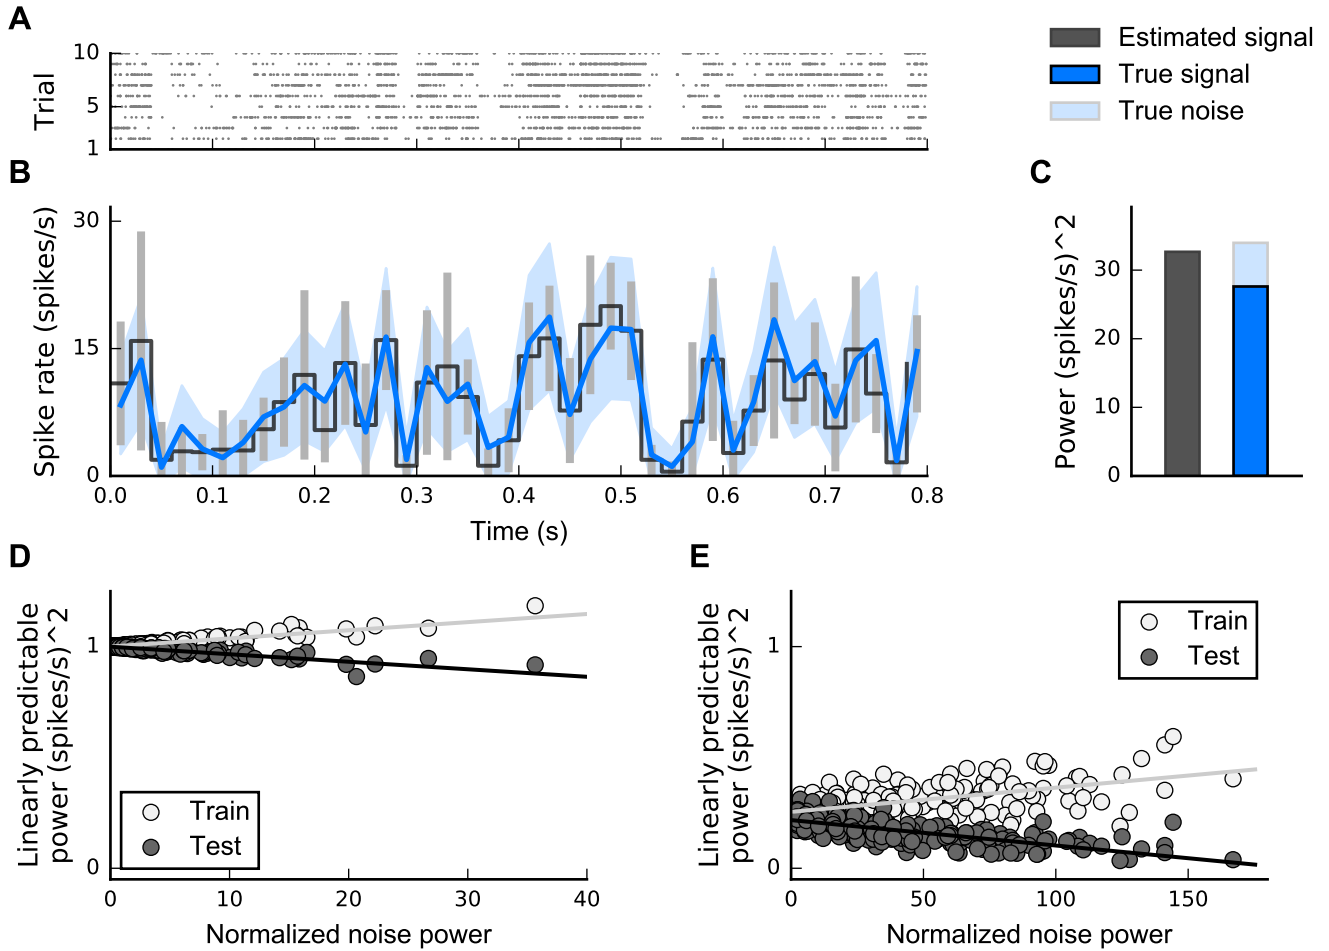 A
10
5
1
Trial
Estimated signal
True signal
True noise
B
30
15
0
Spike rate (spikes/s)
0.0 0.1 0.2 0.3 0.4 0.5 0.6 0.7 0.8
Time (s)
C
30
20
10
0
Power (spikes/s)^2
D
1
0
Linearly predictable
power (spikes/s)^2
Train
Test
0 10 20 30 40
Normalized noise power
E
1
0
Linearly predictable
power (spikes/s)^2
Train
Test
0 50 100 150
Normalized noise power